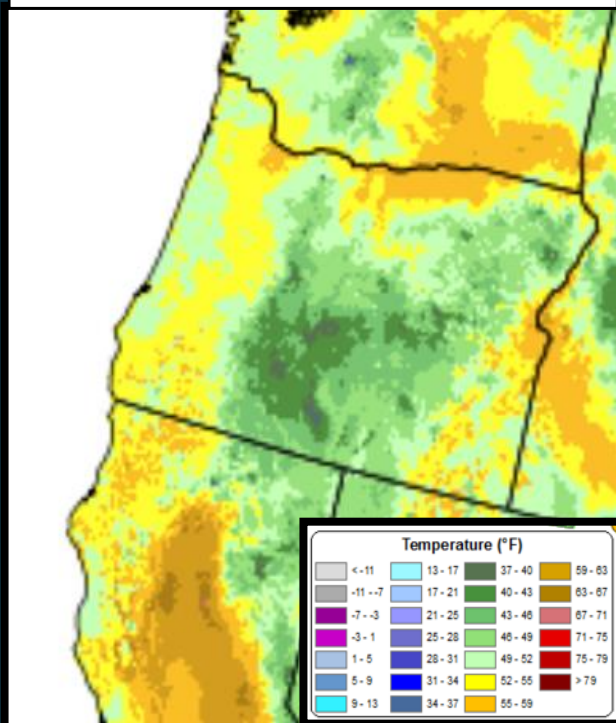 Temperature (°F)
< -11 13 - 17 37 - 40 59 - 63
-11 - -7 17 - 21 40 - 43 63 - 67
-7 - -3 21 - 25 43 - 46 67 - 71
-3 - 1 25 - 28 46 - 49 71 - 75
1 - 5 28 - 31 49 - 52 75 - 79
5 - 9 31 - 34 52 - 55 > 79
9 - 13 34 - 37 55 - 59